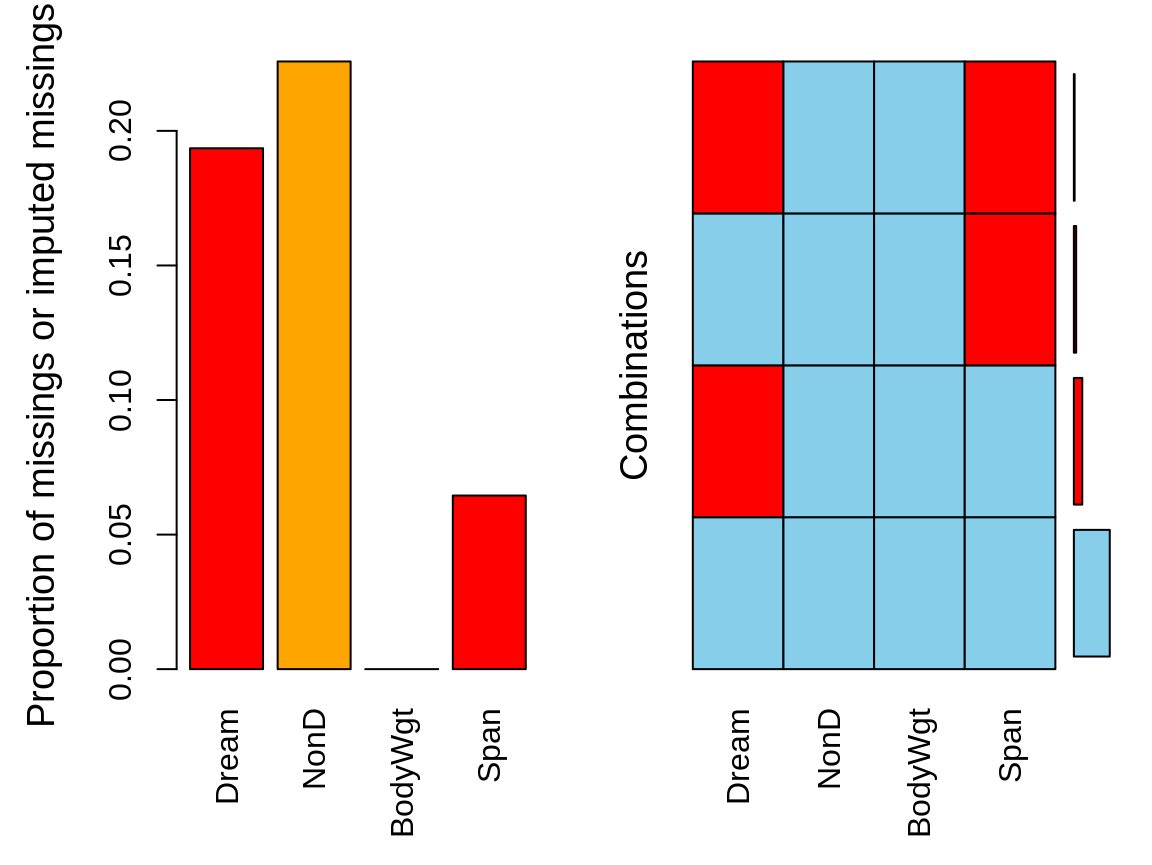 Proportion of missings or imputed missings
0.20
0.15
0.10
0.05
0.00
Dream
NonD
BodyWgt
Span
Combinations
Dream
NonD
BodyWgt
Span